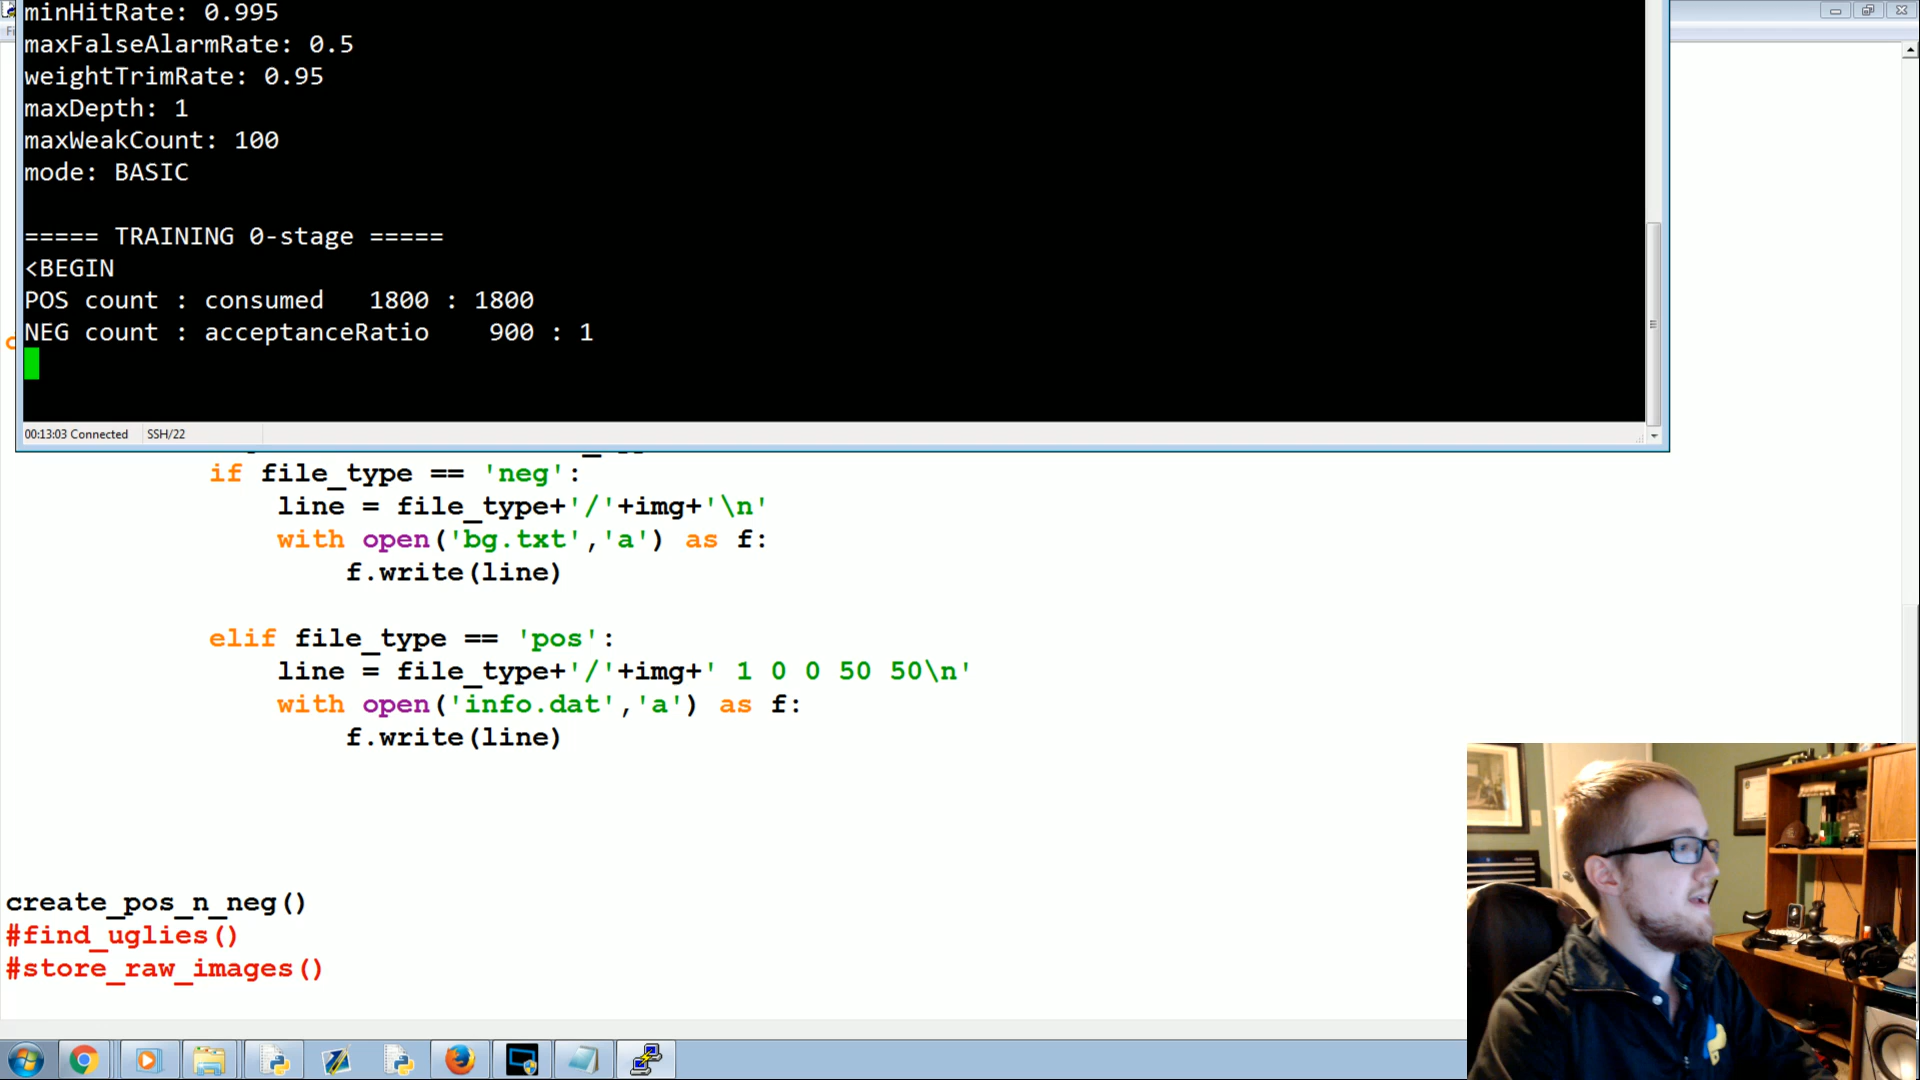 minHitRate: 0.995
maxFalseAlarmRate: 0.5
weightTrimRate: 0.95
maxDepth: 1
maxWeakCount: 100
mode: BASIC
===== TRAINING 0-stage =====
<BEGIN
POS count : consumed   1800 : 1800
NEG count : acceptanceRatio    900 : 1
00:13:03 Connected
SSH/22
if file_type == 'neg':
line = file_type+'/'+img+'\n'
with open('bg.txt','a') as f:
f.write(line)
elif file_type == 'pos':
line = file_type+'/'+img+' 1 0 0 50 50\n'
with open('info.dat','a') as f:
f.write(line)
create_pos_n_neg()
#find_uglies()
#store_raw_images()